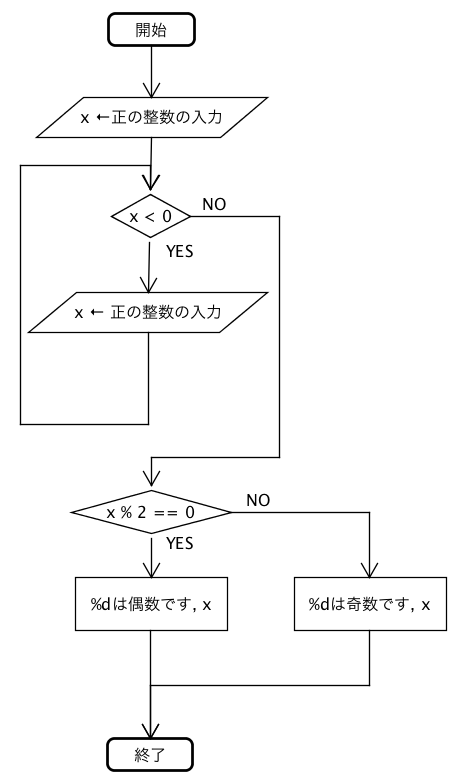 開始
x ←正の整数の入力
x < 0
NO
YES
x ← 正の整数の入力
x % 2 == 0
NO
YES
%dは偶数です, x
%dは奇数です, x
終了